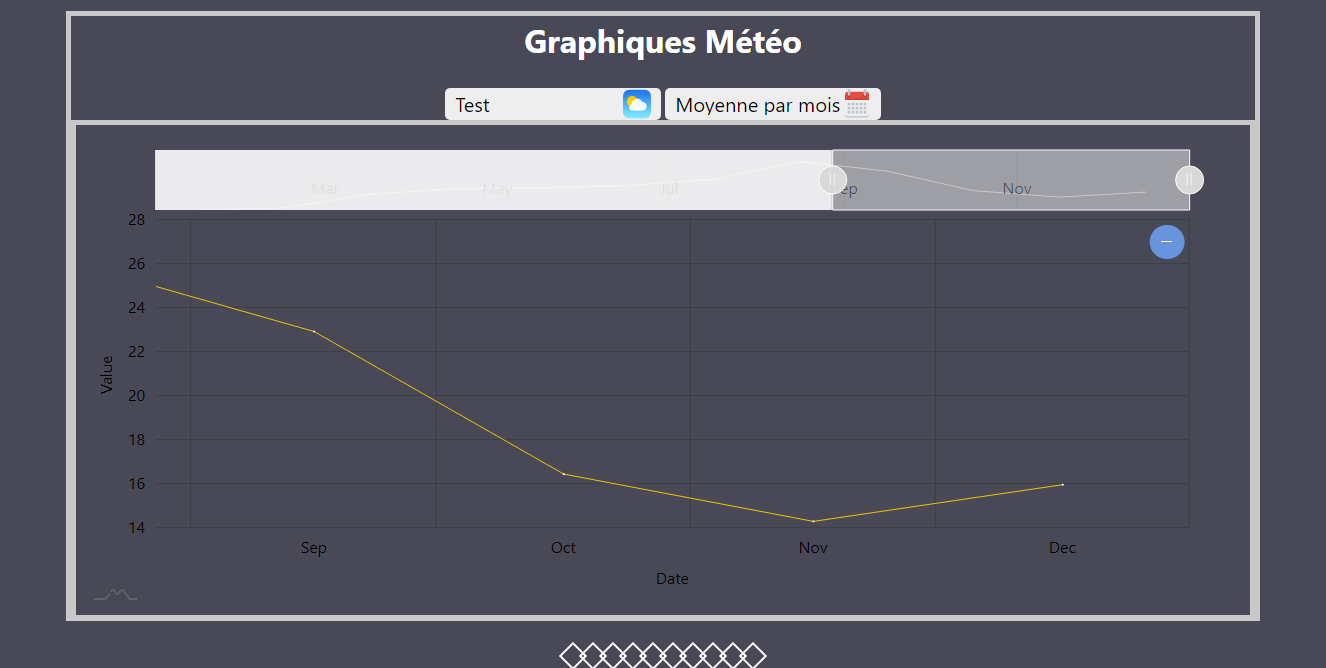 Graphiques Météo
Test
Moyenne par mois
Mar May Jul Sep Nov
28
26
24
22
20
18
16
14
Value
Sep Oct Nov Dec
Date